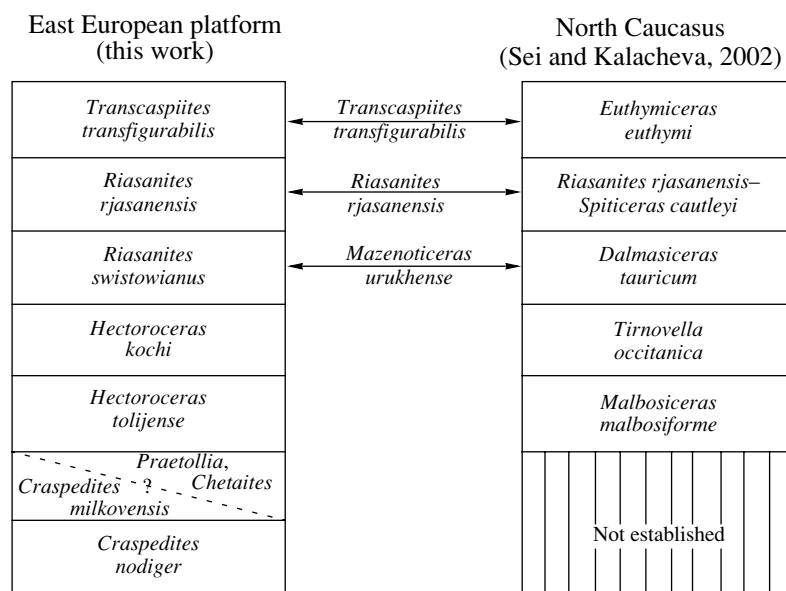 East European platform
(this work)
North Caucasus
(Sei and Kalacheva, 2002)
Transcaspiites
transfigurabilis
Transcaspiites
transfigurabilis
Euthymiceras
euthymi
Riasanites
rjasanensis
Riasanites
rjasanensis
Riasanites rjasanensis–
Spiticeras cautleyi
Riasanites
swistowianus
Mazenoticeras
urukhense
Dalmasiceras
tauricum
Hectoroceras
kochi
Tirnovella
occitanica
Hectoroceras
tolijense
Malbosiceras
malbosiforme
Praetollia,
Chetaites
?
Craspedites
milkovensis
Craspedites
nodiger
Not established